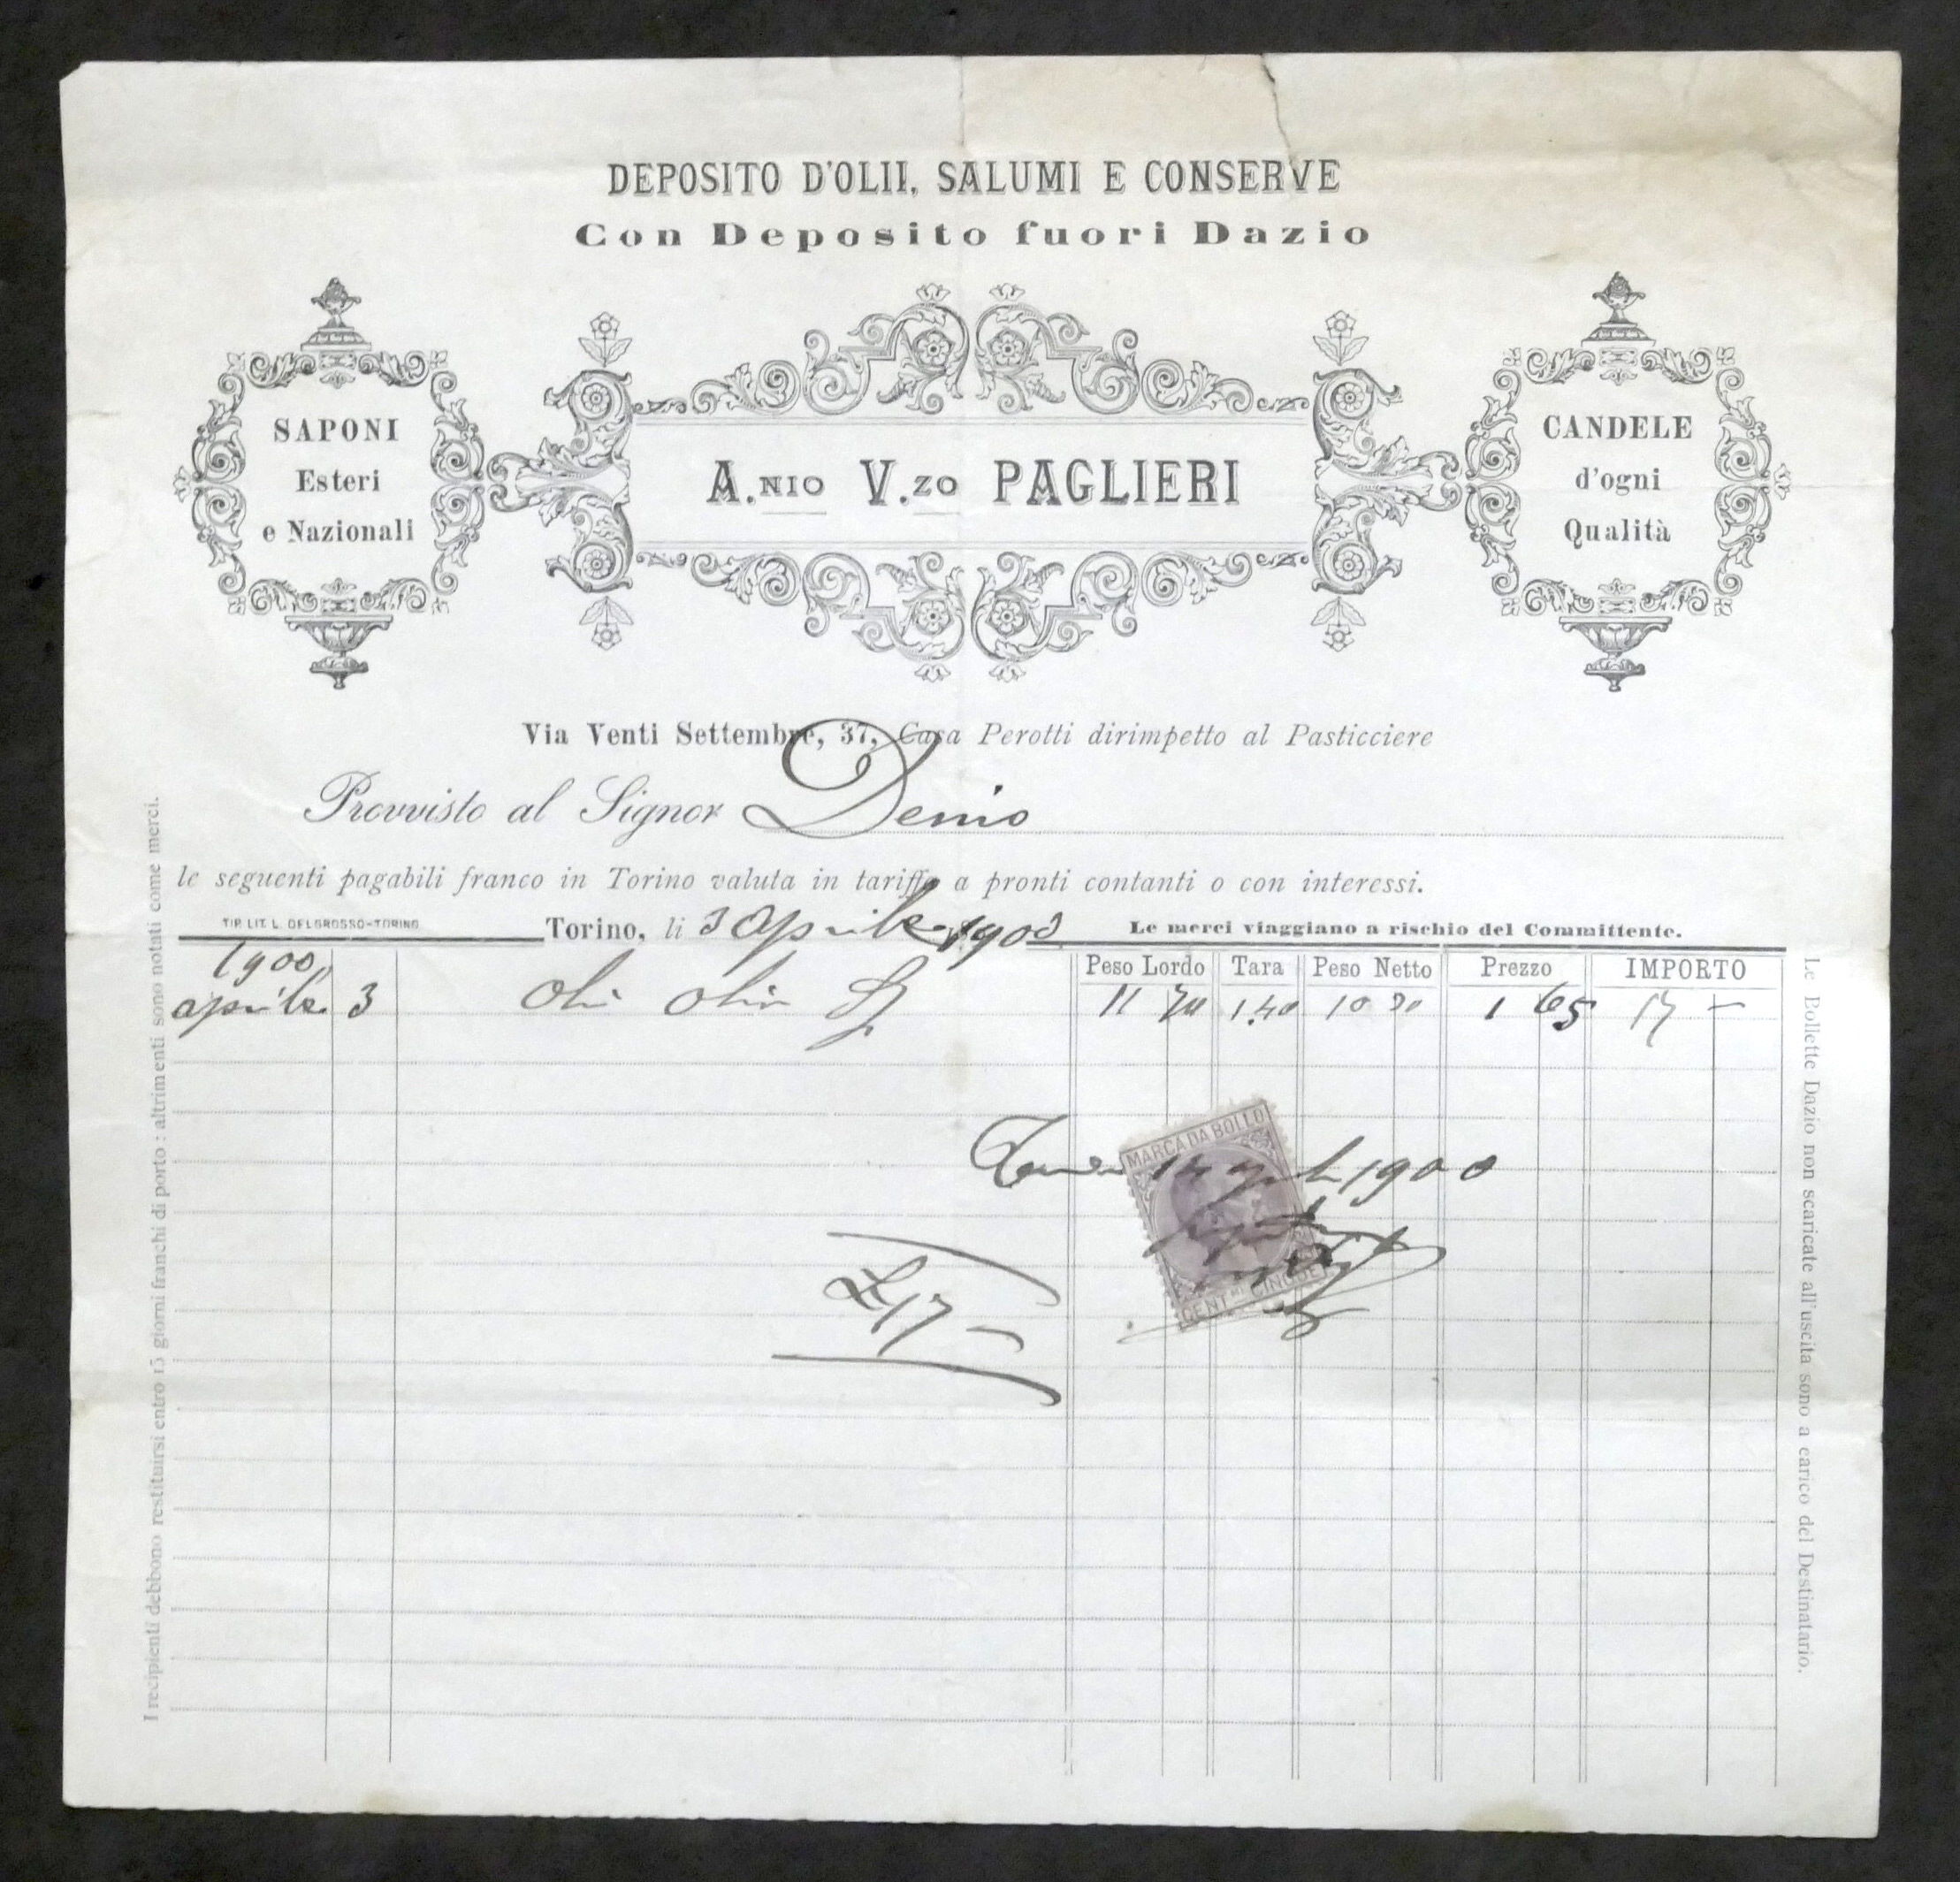 DEPOSITO D'OLII, SALUMI E CONSERVE
Con Deposito fuori Dazio
SAPONI
Esteri
e Nazionali
A.NIO V.ZO PAGLIERI
CANDELE
d'ogni
Qualità
Via Venti Settembre, 37, Casa Perotti dirimpetto al Pasticciere
Provvisto al Signor Denio
le seguenti pagabili franco in Torino valuta in tariffa a pronti contanti o con interessi.
TIP. LIT. L. DELGROSSO-TORINO
Torino, li 3 aprile 1900
Le merci viaggiano a rischio del Committente.
Peso Lordo Tara Peso Netto Prezzo IMPORTO
1900
aprile 3 Olio 11 70 1.40 10 30 1 65 17 -
MARCA DA BOLLO
1900
L 17 -
CENT.MI CINQUE
I recipienti debbono restituirsi entro 15 giorni franchi di porto : altrimenti sono notati come merci.
Le Bollette Dazio non scaricate all'uscita sono a carico del Destinatario.